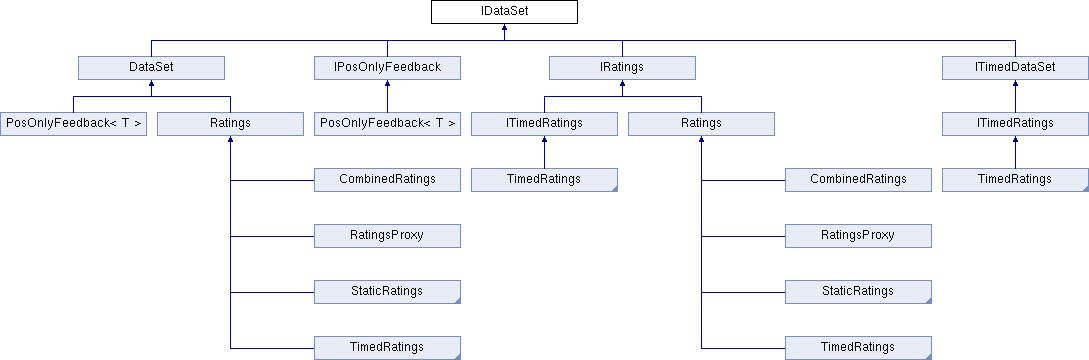 IDataSet
DataSet
IPosOnlyFeedback
IRatings
ITimedDataSet
PosOnlyFeedback< T >
Ratings
PosOnlyFeedback< T >
ITimedRatings
Ratings
ITimedRatings
CombinedRatings
TimedRatings
CombinedRatings
TimedRatings
RatingsProxy
RatingsProxy
StaticRatings
StaticRatings
TimedRatings
TimedRatings